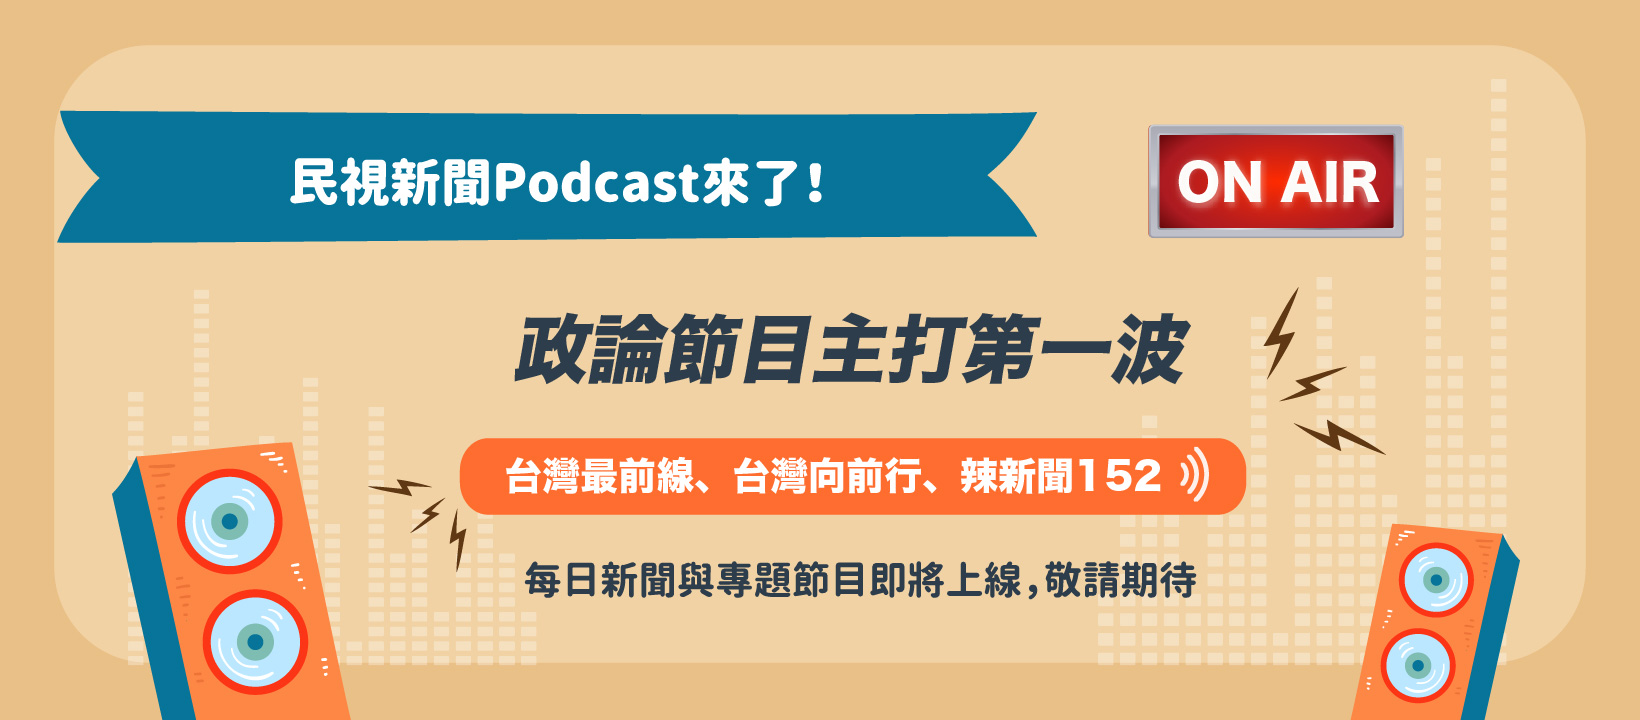 民視新聞Podcast來了!
ON AIR
政論節目主打第一波
台灣最前線、台灣向前行、辣新聞152
每日新聞與專題節目即將上線,敬請期待